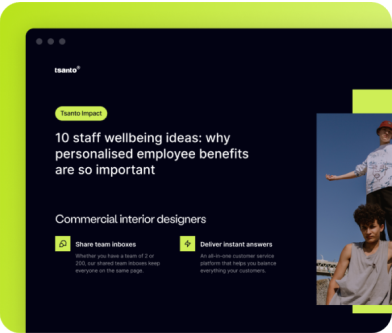 tsanto®
Tsanto Impact
10 staff wellbeing ideas: why
personalised employee benefits
are so important
Commercial interior designers
Share team inboxes
Whether you have a team of 2 or
200, our shared team inboxes keep
everyone on the same page.
Deliver instant answers
An all-in-one customer service
platform that helps you balance
everything your customers.